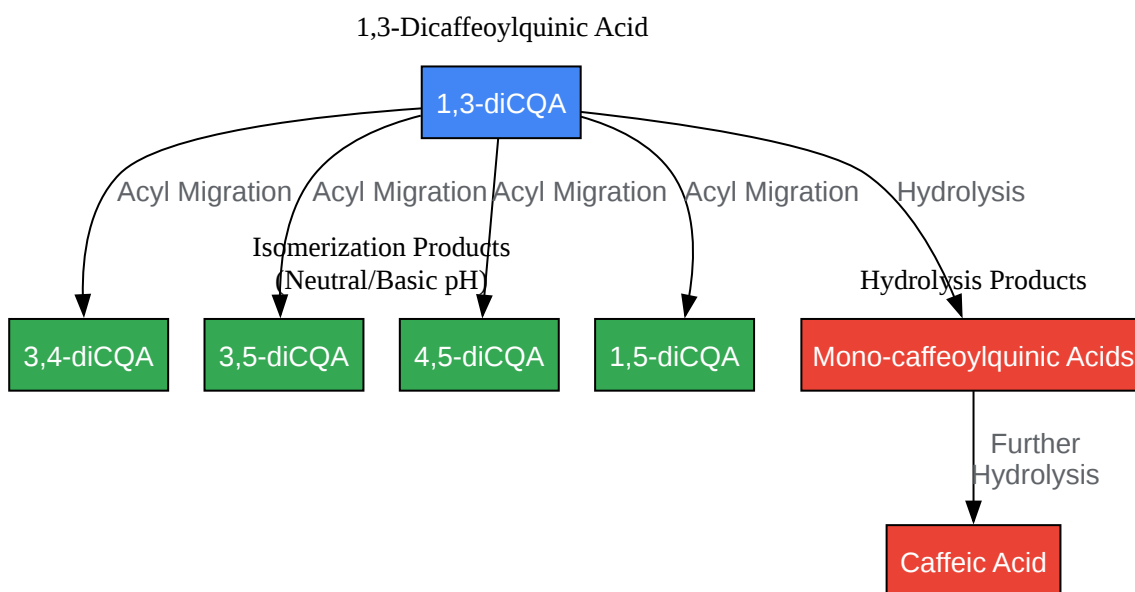 1,3-Dicaffeoylquinic Acid
1,3-diCQA
Acyl Migration
Acyl Migration
Acyl Migration
Acyl Migration
Hydrolysis
Isomerization Products
(Neutral/Basic pH)
Hydrolysis Products
3,4-diCQA
3,5-diCQA
4,5-diCQA
1,5-diCQA
Mono-caffeoylquinic Acids
Further
Hydrolysis
Caffeic Acid